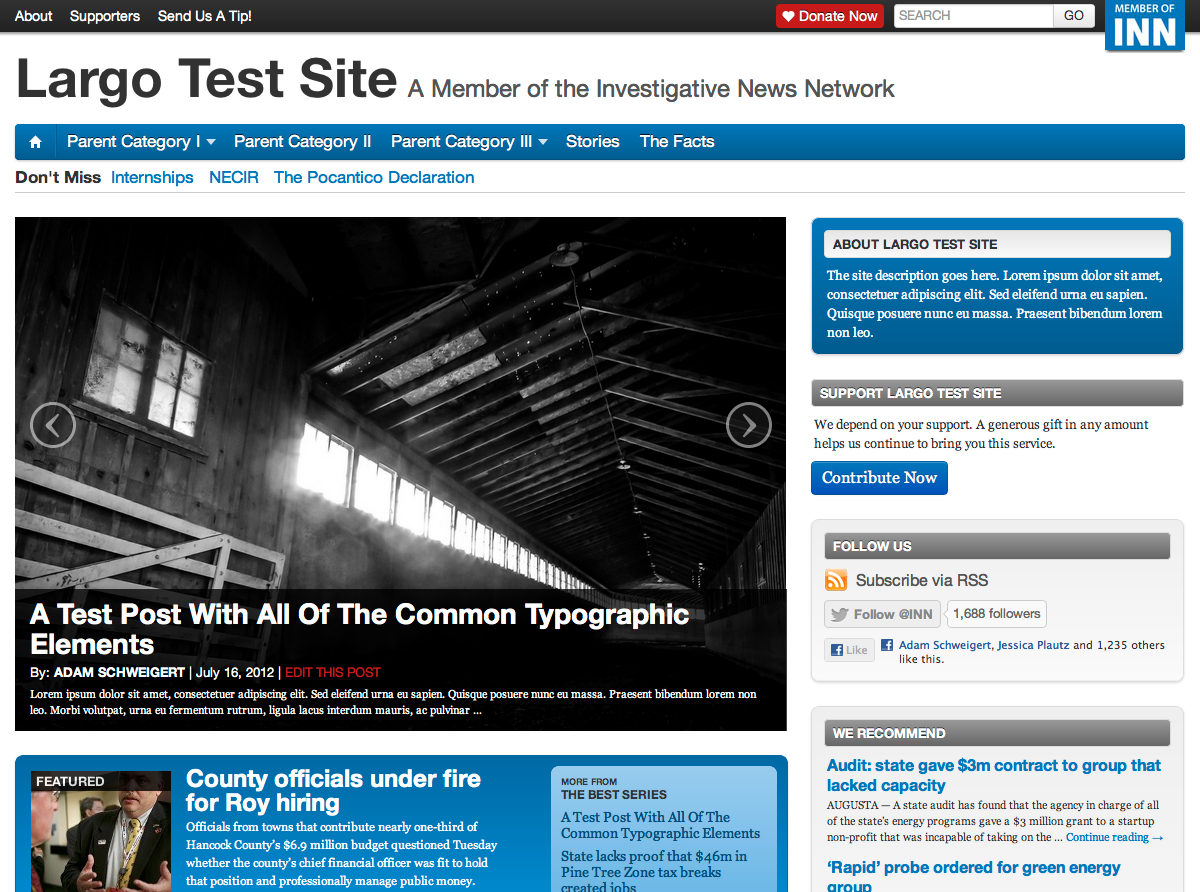 About Supporters Send Us A Tip!
Donate Now
SEARCH
GO
MEMBER OF
INN
Largo Test Site A Member of the Investigative News Network
Parent Category I Parent Category II Parent Category III Stories The Facts
Don't Miss Internships NECIR The Pocantico Declaration
A Test Post With All Of The Common Typographic
Elements
By: ADAM SCHWEIGERT | July 16, 2012 | EDIT THIS POST
Lorem ipsum dolor sit amet, consectetuer adipiscing elit. Sed eleifend urna eu sapien. Quisque posuere nunc eu massa. Praesent bibendum lorem non
leo. Morbi volutpat, urna eu fermentum rutrum, ligula lacus interdum mauris, ac pulvinar ...
FEATURED
County officials under fire
for Roy hiring
Officials from towns that contribute nearly one-third of
Hancock County's $6.9 million budget questioned Tuesday
whether the county's chief financial officer was fit to hold
that position and professionally manage public money.
MORE FROM
THE BEST SERIES
A Test Post With All Of The
Common Typographic Elements
State lacks proof that $46m in
Pine Tree Zone tax breaks
created jobs
ABOUT LARGO TEST SITE
The site description goes here. Lorem ipsum dolor sit amet,
consectetuer adipiscing elit. Sed eleifend urna eu sapien.
Quisque posuere nunc eu massa. Praesent bibendum lorem
non leo.
SUPPORT LARGO TEST SITE
We depend on your support. A generous gift in any amount
helps us continue to bring you this service.
Contribute Now
FOLLOW US
Subscribe via RSS
Follow @INN 1,688 followers
Like Adam Schweigert, Jessica Plautz and 1,235 others
like this.
WE RECOMMEND
Audit: state gave $3m contract to group that
lacked capacity
AUGUSTA — A state audit has found that the agency in charge of all
of the state's energy programs gave a $3 million grant to a startup
non-profit that was incapable of taking on the ... Continue reading →
‘Rapid’ probe ordered for green energy
group